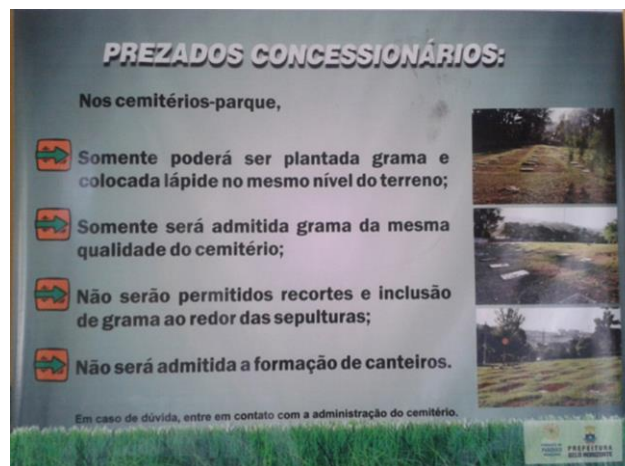 PREZADOS CONCESSIONÁRIOS:
Nos cemitérios-parque,
Somente poderá ser plantada grama e
colocada lápide no mesmo nível do terreno;
Somente será admitida grama da mesma
qualidade do cemitério;
Não serão permitidos recortes e inclusão
de grama ao redor das sepulturas;
Não será admitida a formação de canteiros.
Em caso de dúvida, entre em contato com a administração do cemitério.
PREFEITURA
BELO HORIZONTE